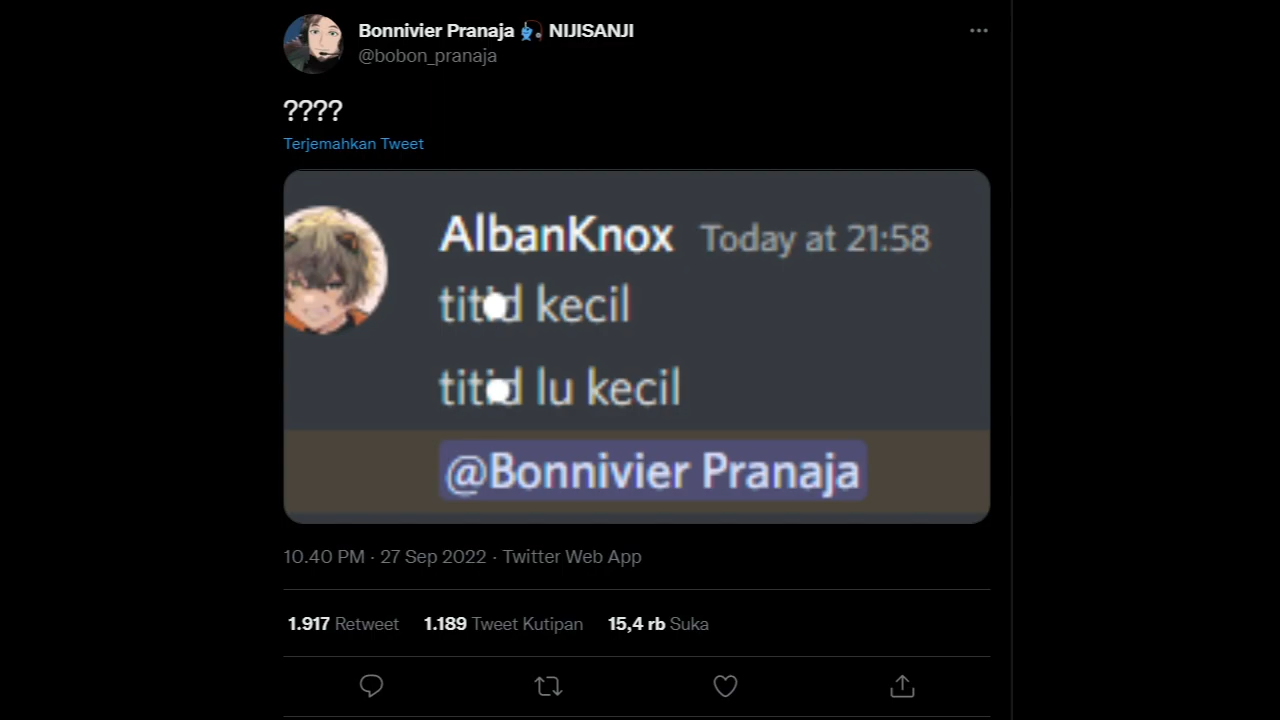 Bonnivier Pranaja NIJISANJI
@bobon_pranaja
????
Terjemahkan Tweet
AlbanKnox Today at 21:58
titid kecil
titid lu kecil
@Bonnivier Pranaja
10.40 PM · 27 Sep 2022 · Twitter Web App
1.917 Retweet 1.189 Tweet Kutipan 15,4 rb Suka